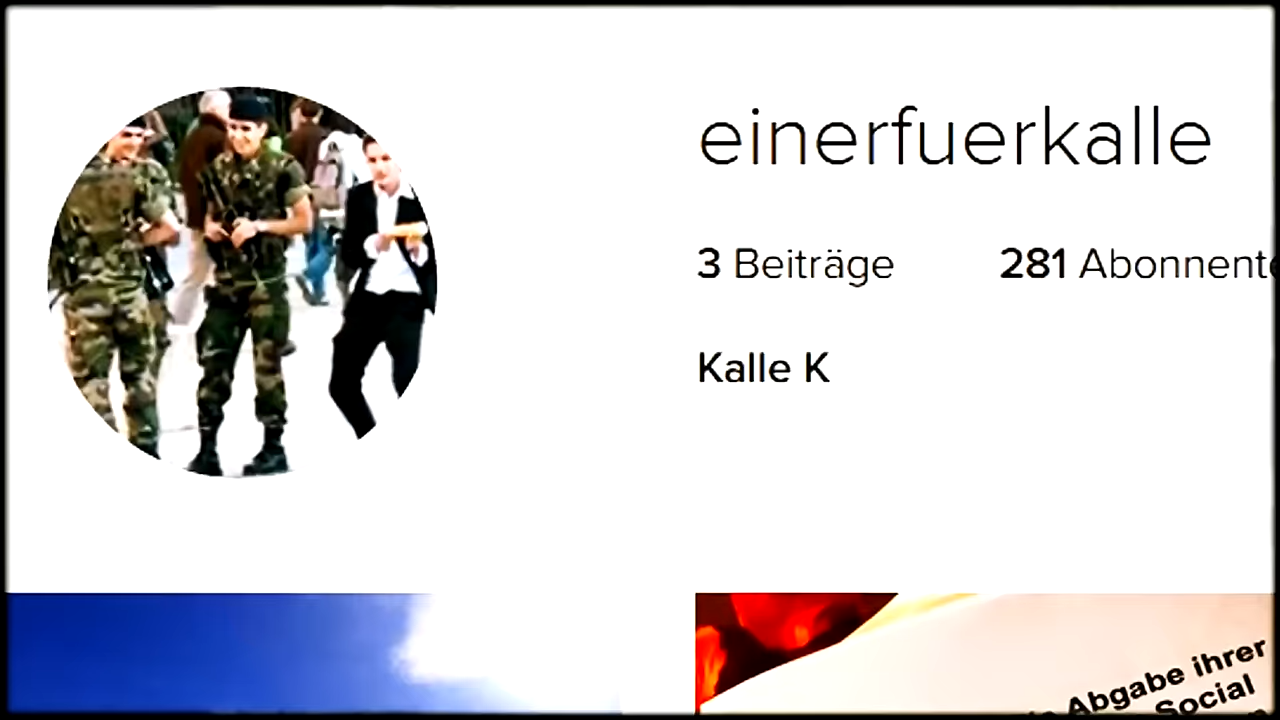 einerfuerkalle
3 Beiträge 281 Abonnente
Kalle K
Abgabe ihrer
Social